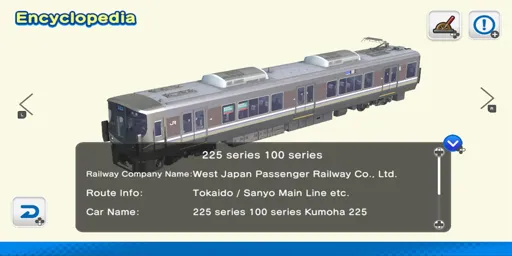 Encyclopedia
225 series 100 series
Railway Company Name: West Japan Passenger Railway Co., Ltd.
Route Info: Tokaido / Sanyo Main Line etc.
Car Name: 225 series 100 series Kumoha 225
L
R